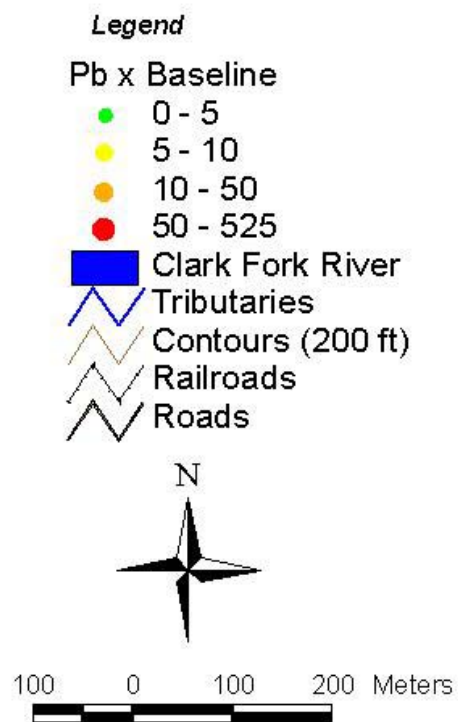 Legend
Pb x Baseline
0 - 5
5 - 10
10 - 50
50 - 525
Clark Fork River
Tributaries
Contours (200 ft)
Railroads
Roads
N
100 0 100 200 Meters